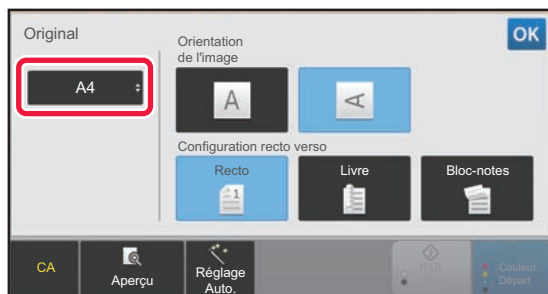 Original
OK
Orientation
de l'image
A4
A
A
Configuration recto verso
Recto
Livre
Bloc-notes
1
CA
Aperçu
Réglage
Auto.
Couleur
Départ